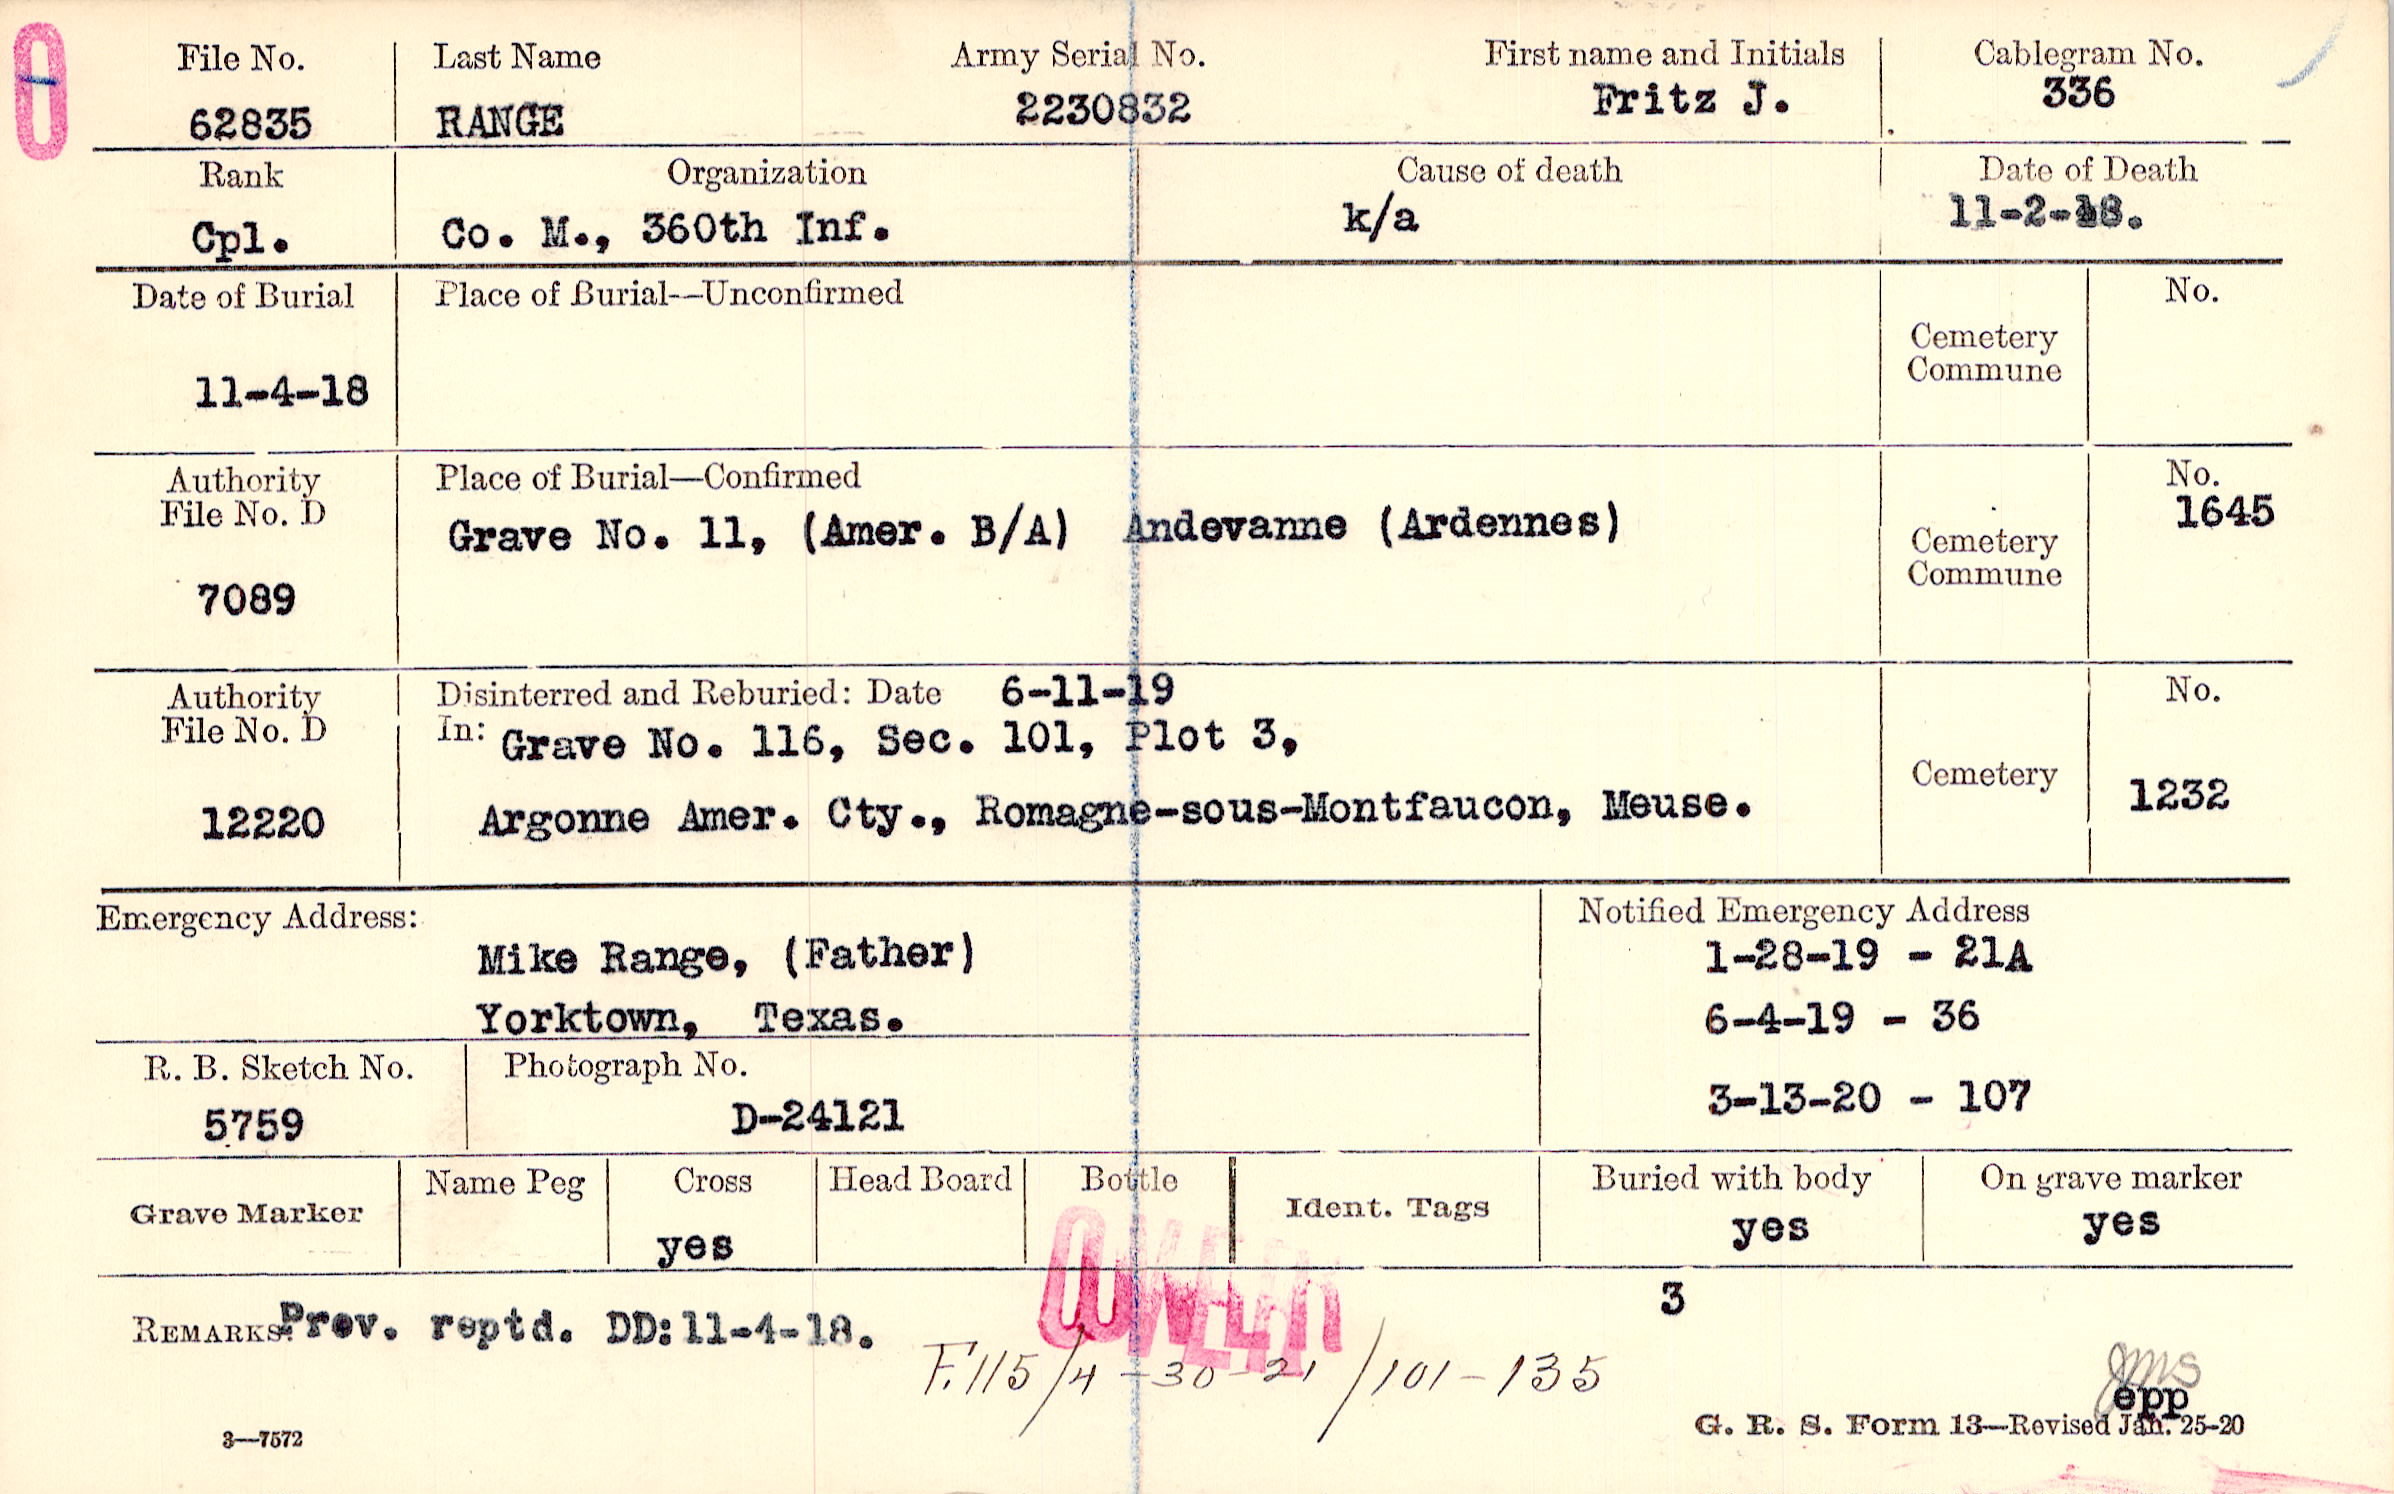 File No. Last Name Army Serial No. First name and Initials Cablegram No.
62835 RANGE 2230832 Fritz J. 336
Rank Organization Cause of death Date of Death
Cpl. Co. M., 360th Inf. k/a 11-2-18.
Date of Burial Place of Burial—Unconfirmed No.
Cemetery
Commune
11-4-18
Authority Place of Burial—Confirmed No.
File No. D Grave No. 11, (Amer. B/A) Andevanne (Ardennes) 1645
Cemetery
Commune
7089
Authority Disinterred and Reburied: Date 6-11-19 No.
File No. D In: Grave No. 116, Sec. 101, Plot 3,
Cemetery
12220 Argonne Amer. Cty., Romagne-sous-Montfaucon, Meuse. 1232
Emergency Address: Notified Emergency Address
Mike Range, (Father) 1-28-19 - 21A
Yorktown, Texas. 6-4-19 - 36
R. B. Sketch No. Photograph No.
5759 D-24121 3-13-20 - 107
Grave Marker Name Peg Cross Head Board Bottle Ident. Tags Buried with body On grave marker
yes yes yes
3
REMARKS: Prev. reptd. DD:11-4-18.
F.115/4-30-21/101-135
JMS
epp
3—7572 G. R. S. Form 13—Revised Jan. 25-20